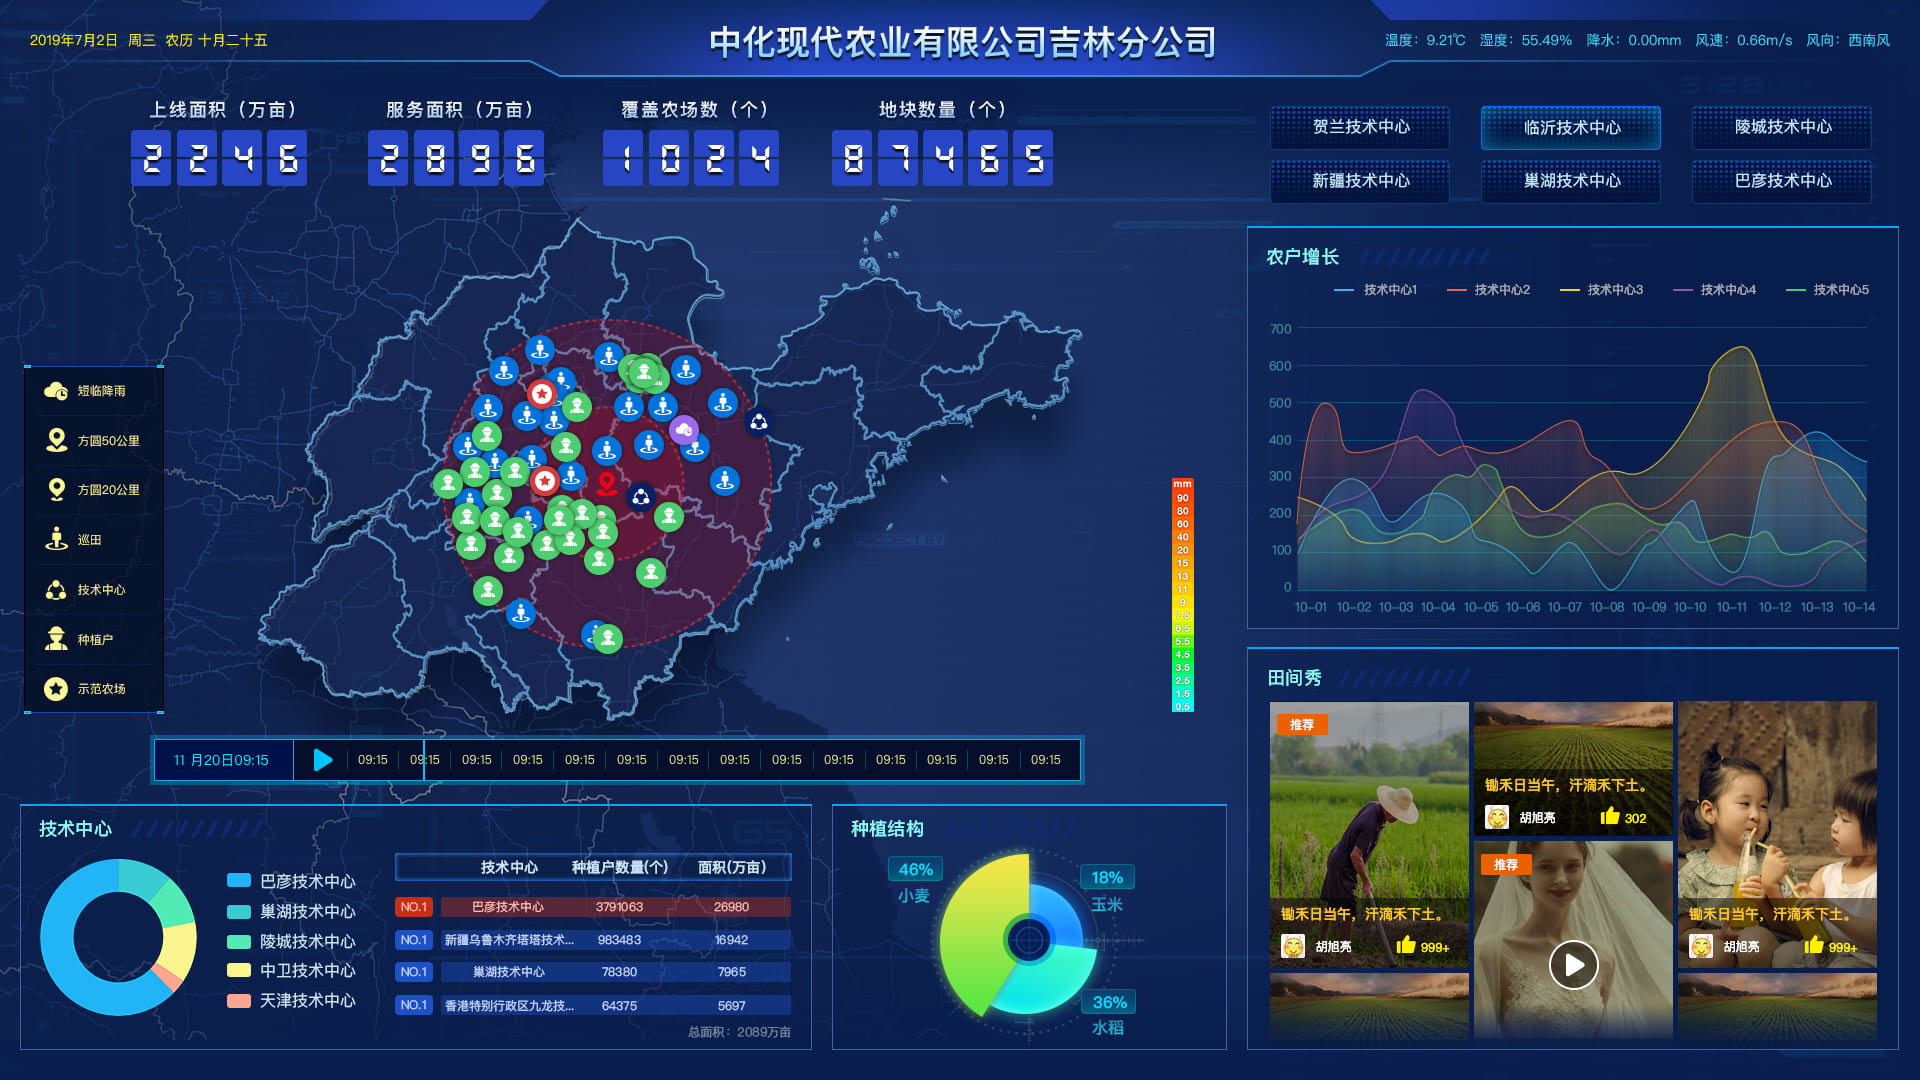 2019年7月2日 周三 农历 十月二十五
中化现代农业有限公司吉林分公司
温度：9.21℃ 湿度：55.49% 降水：0.00mm 风速：0.66m/s 风向：西南风
上线面积（万亩）
2246
服务面积（万亩）
2896
覆盖农场数（个）
1024
地块数量（个）
87465
贺兰技术中心
临沂技术中心
陵城技术中心
新疆技术中心
巢湖技术中心
巴彦技术中心
短临降雨
方圆50公里
方圆20公里
巡田
技术中心
种植户
示范农场
PROJECT BY
mm
90
80
60
40
20
15
13
11
9
7.5
6.5
5.5
4.5
3.5
2.5
1.5
0.5
11 月20日09:15
09:15 09:15 09:15 09:15 09:15 09:15 09:15 09:15 09:15 09:15 09:15 09:15 09:15 09:15
农户增长
技术中心1 技术中心2 技术中心3 技术中心4 技术中心5
700
600
500
400
300
200
100
0
10-01 10-02 10-03 10-04 10-05 10-06 10-07 10-08 10-09 10-10 10-11 10-12 10-13 10-14
技术中心
巴彦技术中心
巢湖技术中心
陵城技术中心
中卫技术中心
天津技术中心
技术中心 种植户数量(个) 面积(万亩)
NO.1 巴彦技术中心 3791063 26980
NO.1 新疆乌鲁木齐塔塔技术... 983483 16942
NO.1 巢湖技术中心 78380 7965
NO.1 香港特别行政区九龙技... 64375 5697
总面积：2089万亩
种植结构
46%
小麦
18%
玉米
36%
水稻
田间秀
推荐
锄禾日当午，汗滴禾下土。
胡旭亮 999+
锄禾日当午，汗滴禾下土。
胡旭亮 302
推荐
锄禾日当午，汗滴禾下土。
胡旭亮 999+